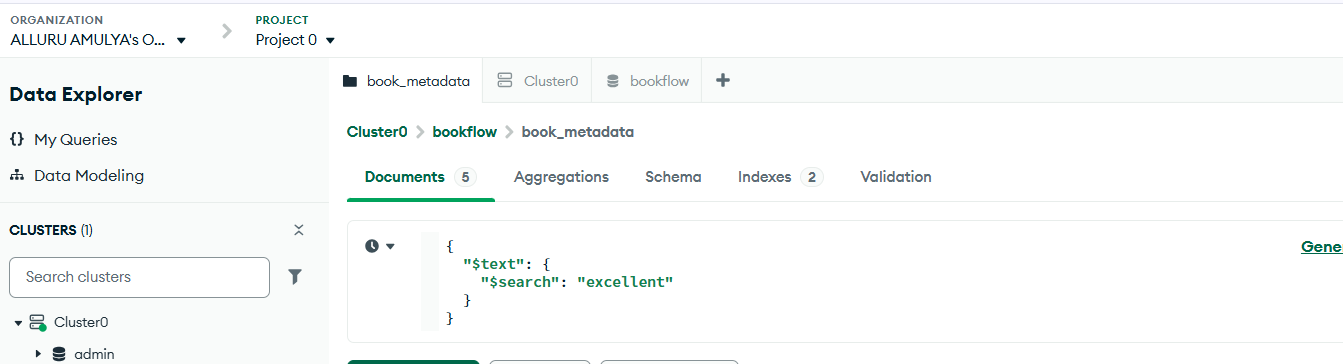 ORGANIZATION
ALLURU AMULYA's O...
PROJECT
Project 0
Data Explorer
My Queries
Data Modeling
CLUSTERS (1)
Search clusters
Cluster0
admin
book_metadata
Cluster0
bookflow
Cluster0 > bookflow > book_metadata
Documents 5
Aggregations
Schema
Indexes 2
Validation
{
"$text": {
"$search": "excellent"
}
}
Gene